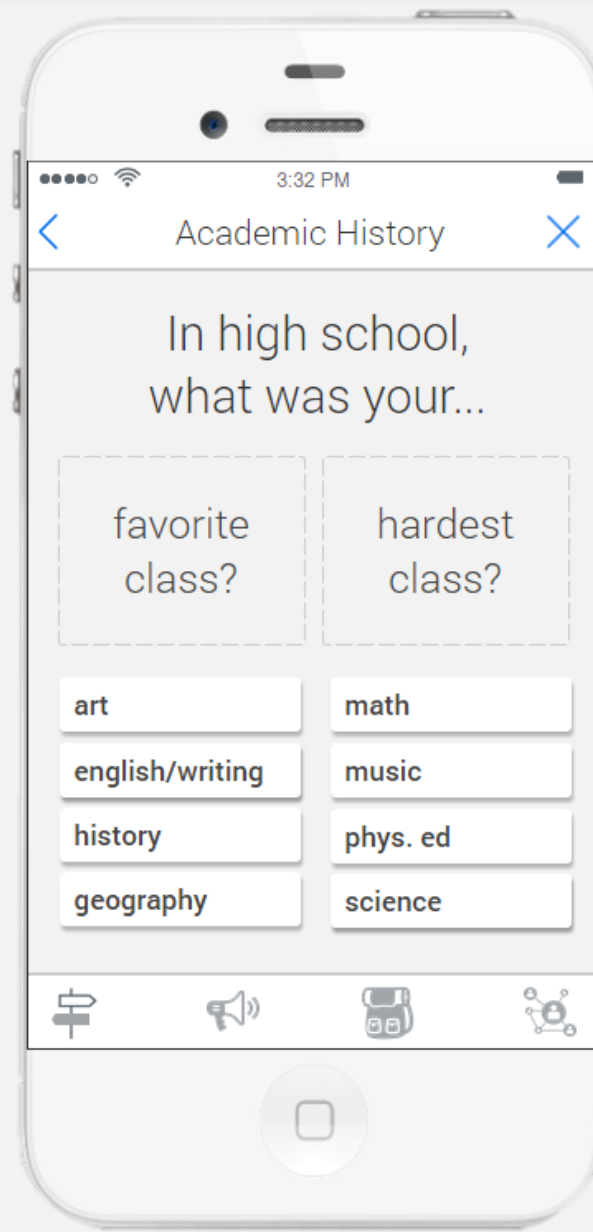 3:32 PM
Academic History
In high school,
what was your...
favorite
class?
hardest
class?
art
math
english/writing
music
history
phys. ed
geography
science